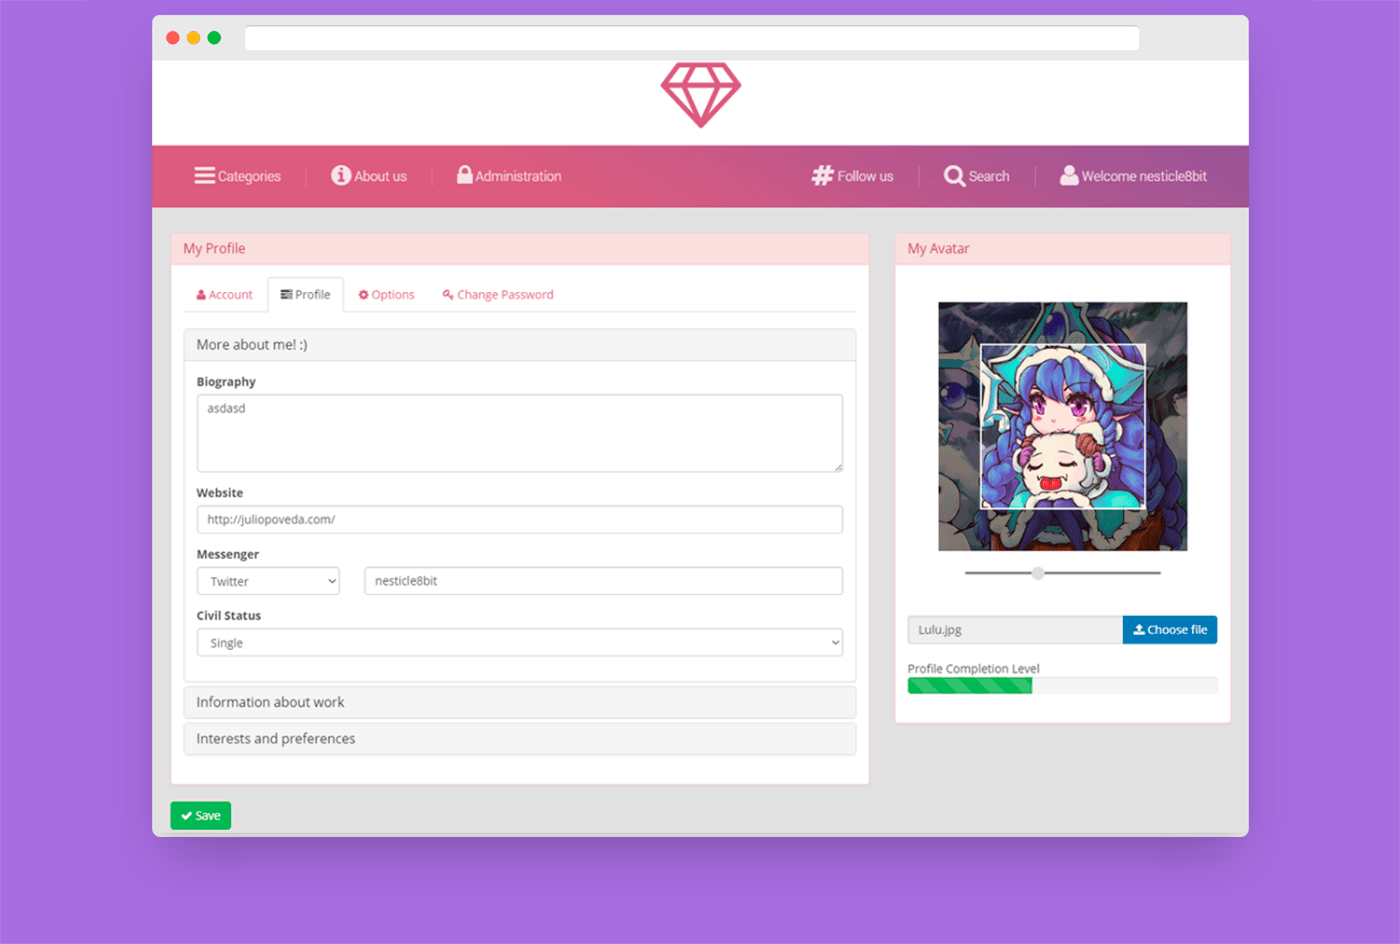 Categories
About us
Administration
Follow us
Search
Welcome nesticle8bit
My Profile
Account
Profile
Options
Change Password
More about me! :)
Biography
asdasd
Website
http://juliopoveda.com/
Messenger
Twitter
nesticle8bit
Civil Status
Single
Information about work
Interests and preferences
Save
My Avatar
Lulu.jpg
Choose file
Profile Completion Level